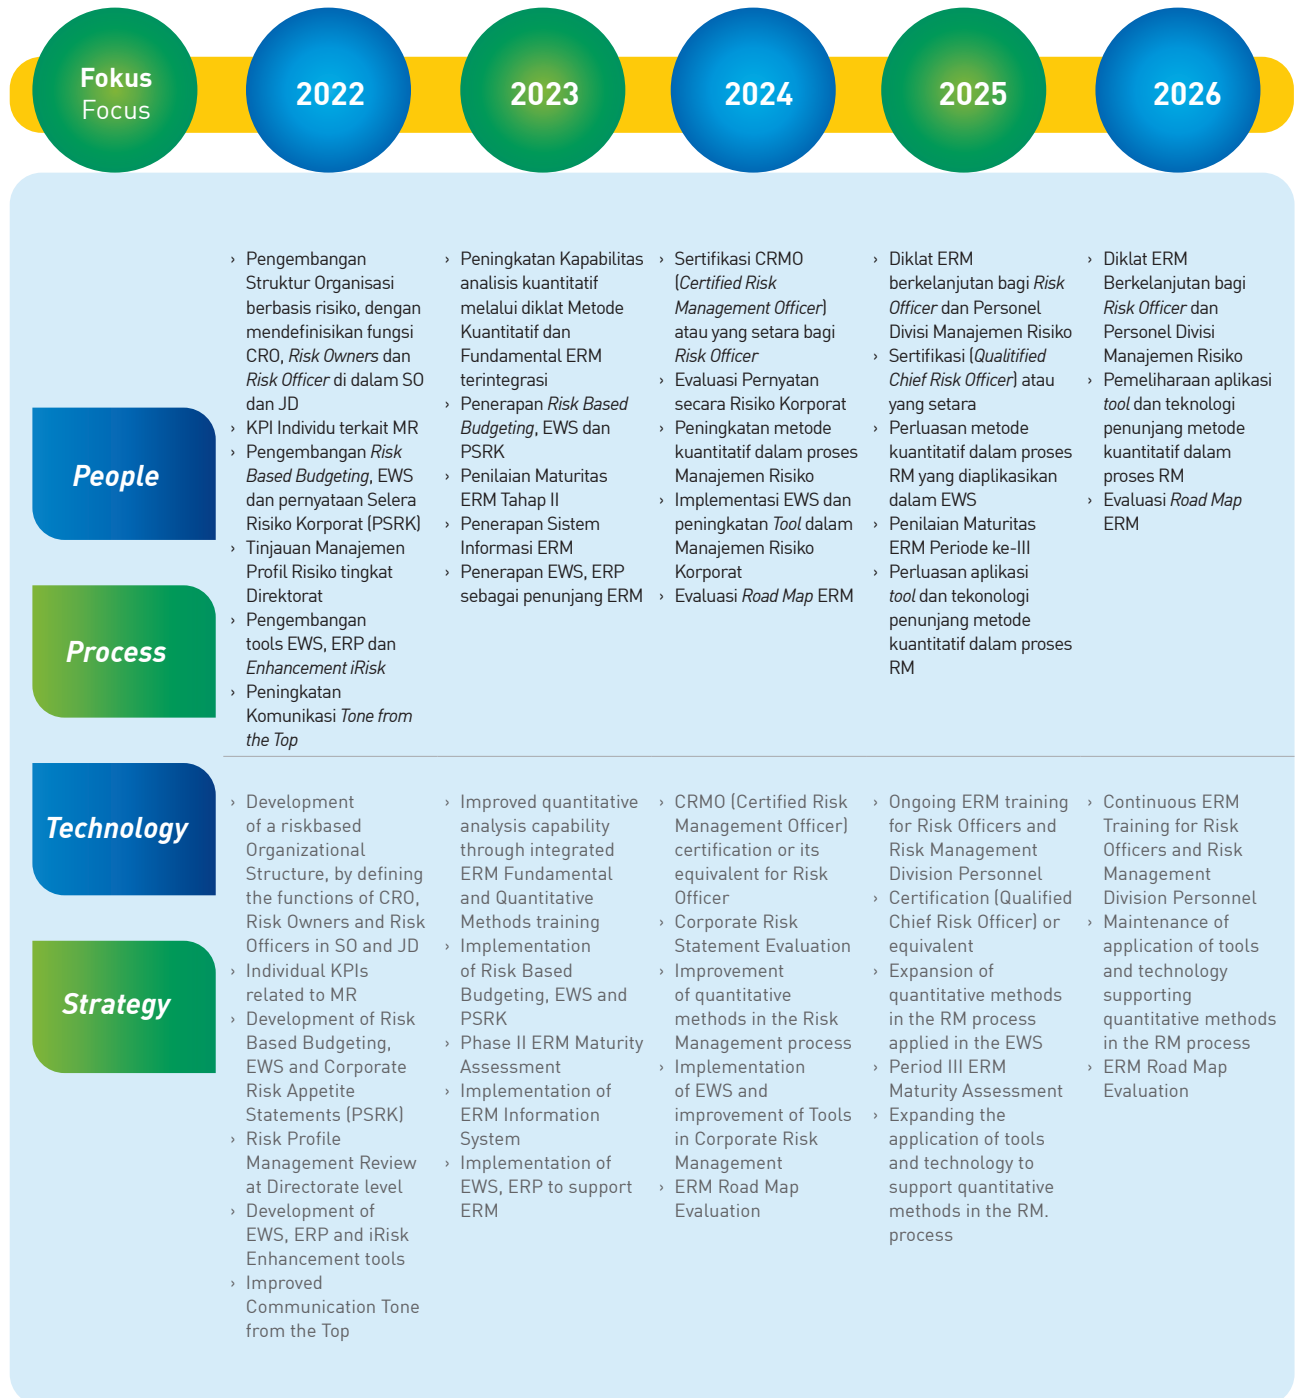 Fokus
Focus
2022
2023
2024
2025
2026
People
Process
Technology
Strategy
› Pengembangan
Struktur Organisasi
berbasis risiko, dengan
mendefinisikan fungsi
CRO, Risk Owners dan
Risk Officer di dalam SO
dan JD
› KPI Individu terkait MR
› Pengembangan Risk
Based Budgeting, EWS
dan pernyataan Selera
Risiko Korporat (PSRK)
› Tinjauan Manajemen
Profil Risiko tingkat
Direktorat
› Pengembangan
tools EWS, ERP dan
Enhancement iRisk
› Peningkatan
Komunikasi Tone from
the Top
› Peningkatan Kapabilitas
analisis kuantitatif
melalui diklat Metode
Kuantitatif dan
Fundamental ERM
terintegrasi
› Penerapan Risk Based
Budgeting, EWS dan
PSRK
› Penilaian Maturitas
ERM Tahap II
› Penerapan Sistem
Informasi ERM
› Penerapan EWS, ERP
sebagai penunjang ERM
› Sertifikasi CRMO
(Certified Risk
Management Officer)
atau yang setara bagi
Risk Officer
› Evaluasi Pernyatan
secara Risiko Korporat
› Peningkatan metode
kuantitatif dalam proses
Manajemen Risiko
› Implementasi EWS dan
peningkatan Tool dalam
Manajemen Risiko
Korporat
› Evaluasi Road Map ERM
› Diklat ERM
berkelanjutan bagi Risk
Officer dan Personel
Divisi Manajemen Risiko
› Sertifikasi (Qualitified
Chief Risk Officer) atau
yang setara
› Perluasan metode
kuantitatif dalam proses
RM yang diaplikasikan
dalam EWS
› Penilaian Maturitas
ERM Periode ke-III
› Perluasan aplikasi
tool dan tekonologi
penunjang metode
kuantitatif dalam proses
RM
› Diklat ERM
Berkelanjutan bagi
Risk Officer dan
Personel Divisi
Manajemen Risiko
› Pemeliharaan aplikasi
tool dan teknologi
penunjang metode
kuantitatif dalam
proses RM
› Evaluasi Road Map
ERM
› Development
of a riskbased
Organizational
Structure, by defining
the functions of CRO,
Risk Owners and Risk
Officers in SO and JD
› Individual KPIs
related to MR
› Development of Risk
Based Budgeting,
EWS and Corporate
Risk Appetite
Statements (PSRK)
› Risk Profile
Management Review
at Directorate level
› Development of
EWS, ERP and iRisk
Enhancement tools
› Improved
Communication Tone
from the Top
› Improved quantitative
analysis capability
through integrated
ERM Fundamental
and Quantitative
Methods training
› Implementation
of Risk Based
Budgeting, EWS and
PSRK
› Phase II ERM Maturity
Assessment
› Implementation of
ERM Information
System
› Implementation of
EWS, ERP to support
ERM
› CRMO (Certified Risk
Management Officer)
certification or its
equivalent for Risk
Officer
› Corporate Risk
Statement Evaluation
› Improvement
of quantitative
methods in the Risk
Management process
› Implementation
of EWS and
improvement of Tools
in Corporate Risk
Management
› ERM Road Map
Evaluation
› Ongoing ERM training
for Risk Officers and
Risk Management
Division Personnel
› Certification (Qualified
Chief Risk Officer) or
equivalent
› Expansion of
quantitative methods
in the RM process
applied in the EWS
› Period III ERM
Maturity Assessment
› Expanding the
application of tools
and technology to
support quantitative
methods in the RM.
process
› Continuous ERM
Training for Risk
Officers and Risk
Management
Division Personnel
› Maintenance of
application of tools
and technology
supporting
quantitative methods
in the RM process
› ERM Road Map
Evaluation